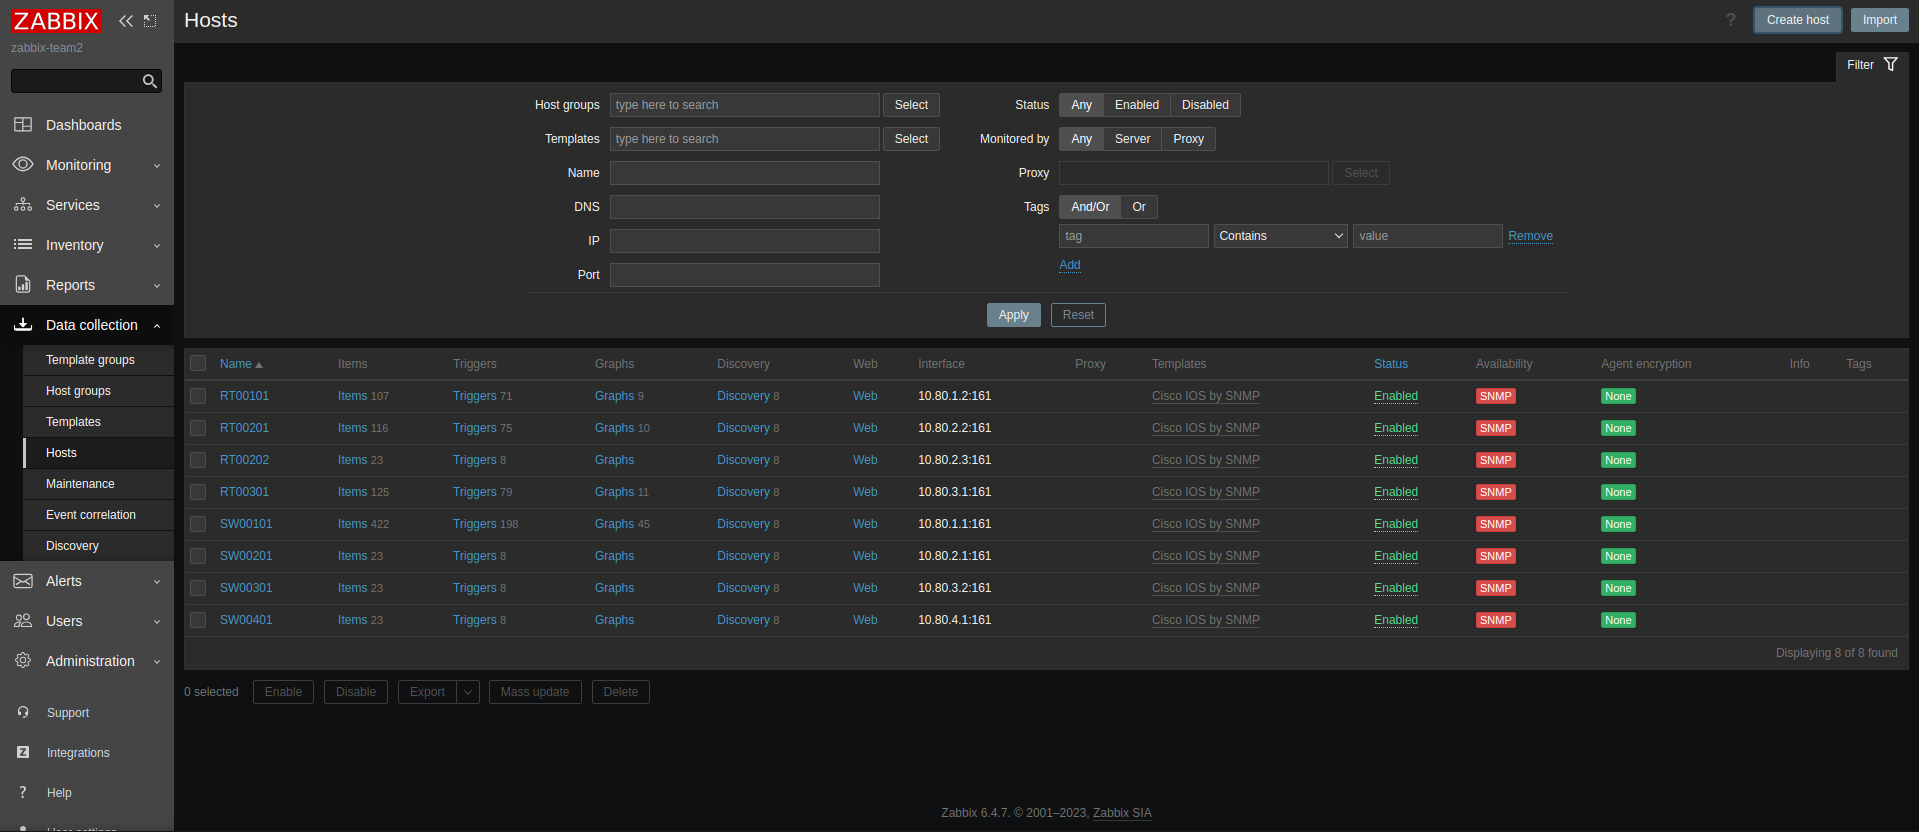 ZABBIX
zabbix-team2
Dashboards
Monitoring
Services
Inventory
Reports
Data collection
Template groups
Host groups
Templates
Hosts
Maintenance
Event correlation
Discovery
Alerts
Users
Administration
Support
Integrations
Help
Hosts
? Create host Import
Filter
Host groups type here to search Select
Templates type here to search Select
Name
DNS
IP
Port
Status Any Enabled Disabled
Monitored by Any Server Proxy
Proxy Select
Tags And/Or Or
tag Contains value Remove
Add
Apply Reset
Name Items Triggers Graphs Discovery Web Interface Proxy Templates Status Availability Agent encryption Info Tags
RT00101 Items 107 Triggers 71 Graphs 9 Discovery 8 Web 10.80.1.2:161 Cisco IOS by SNMP Enabled SNMP None
RT00201 Items 116 Triggers 75 Graphs 10 Discovery 8 Web 10.80.2.2:161 Cisco IOS by SNMP Enabled SNMP None
RT00202 Items 23 Triggers 8 Graphs Discovery 8 Web 10.80.2.3:161 Cisco IOS by SNMP Enabled SNMP None
RT00301 Items 125 Triggers 79 Graphs 11 Discovery 8 Web 10.80.3.1:161 Cisco IOS by SNMP Enabled SNMP None
SW00101 Items 422 Triggers 198 Graphs 45 Discovery 8 Web 10.80.1.1:161 Cisco IOS by SNMP Enabled SNMP None
SW00201 Items 23 Triggers 8 Graphs Discovery 8 Web 10.80.2.1:161 Cisco IOS by SNMP Enabled SNMP None
SW00301 Items 23 Triggers 8 Graphs Discovery 8 Web 10.80.3.2:161 Cisco IOS by SNMP Enabled SNMP None
SW00401 Items 23 Triggers 8 Graphs Discovery 8 Web 10.80.4.1:161 Cisco IOS by SNMP Enabled SNMP None
Displaying 8 of 8 found
0 selected Enable Disable Export Mass update Delete
Zabbix 6.4.7. © 2001–2023, Zabbix SIA